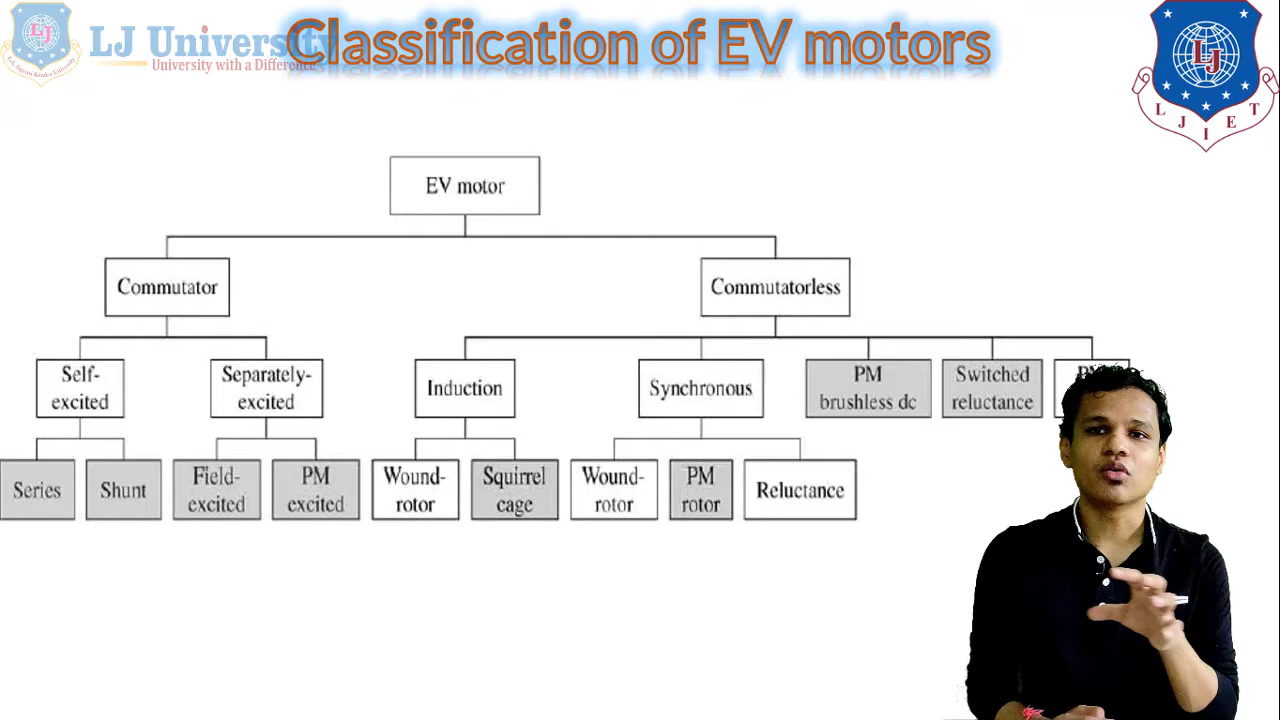 LJ University
University with a Difference
Classification of EV motors
LJ
L J I E T
EV motor
Commutator
Commutatorless
Self-
excited
Separately-
excited
Induction
Synchronous
PM
brushless dc
Switched
reluctance
Series
Shunt
Field-
excited
PM
excited
Wound-
rotor
Squirrel
cage
Wound-
rotor
PM
rotor
Reluctance